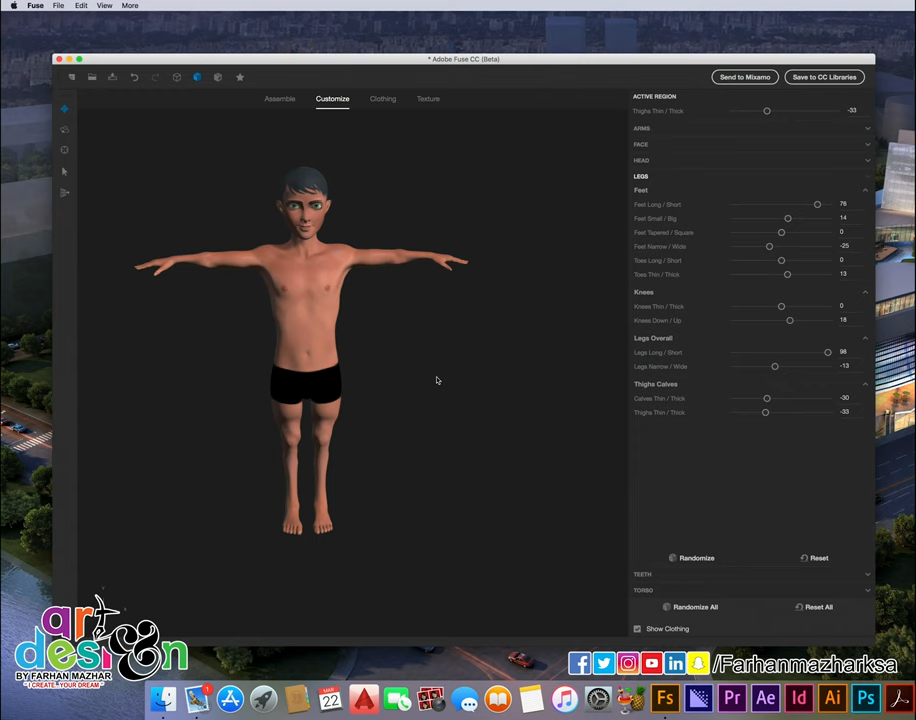 Fuse File Edit View More
* Adobe Fuse CC (Beta)
Send to Mixamo Save to CC Libraries
Assemble Customize Clothing Texture
ACTIVE REGION
Thighs Thin / Thick -33
ARMS
FACE
HEAD
LEGS
Feet
Feet Long / Short 76
Feet Small / Big 14
Feet Tapered / Square 0
Feet Narrow / Wide -25
Toes Long / Short 0
Toes Thin / Thick 13
Knees
Knees Thin / Thick 0
Knees Down / Up 18
Legs Overall
Legs Long / Short 98
Legs Narrow / Wide -13
Thighs Calves
Calves Thin / Thick -30
Thighs Thin / Thick -33
Randomize Reset
TEETH
TORSO
Randomize All Reset All
Show Clothing
art
& design
BY FARHAN MAZHAR
"I CREATE, YOUR DREAM"
/Farhanmazharksa
1
MAR
22
Fs Pr Ae Id Ai Ps